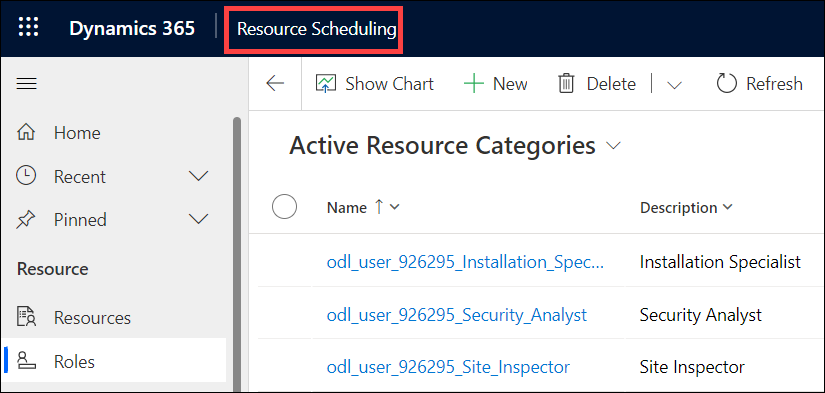 Dynamics 365 Resource Scheduling
Show Chart New Delete Refresh
Home
Recent
Pinned
Resource
Resources
Roles
Active Resource Categories
Name Description
odl_user_926295_Installation_Spec... Installation Specialist
odl_user_926295_Security_Analyst Security Analyst
odl_user_926295_Site_Inspector Site Inspector